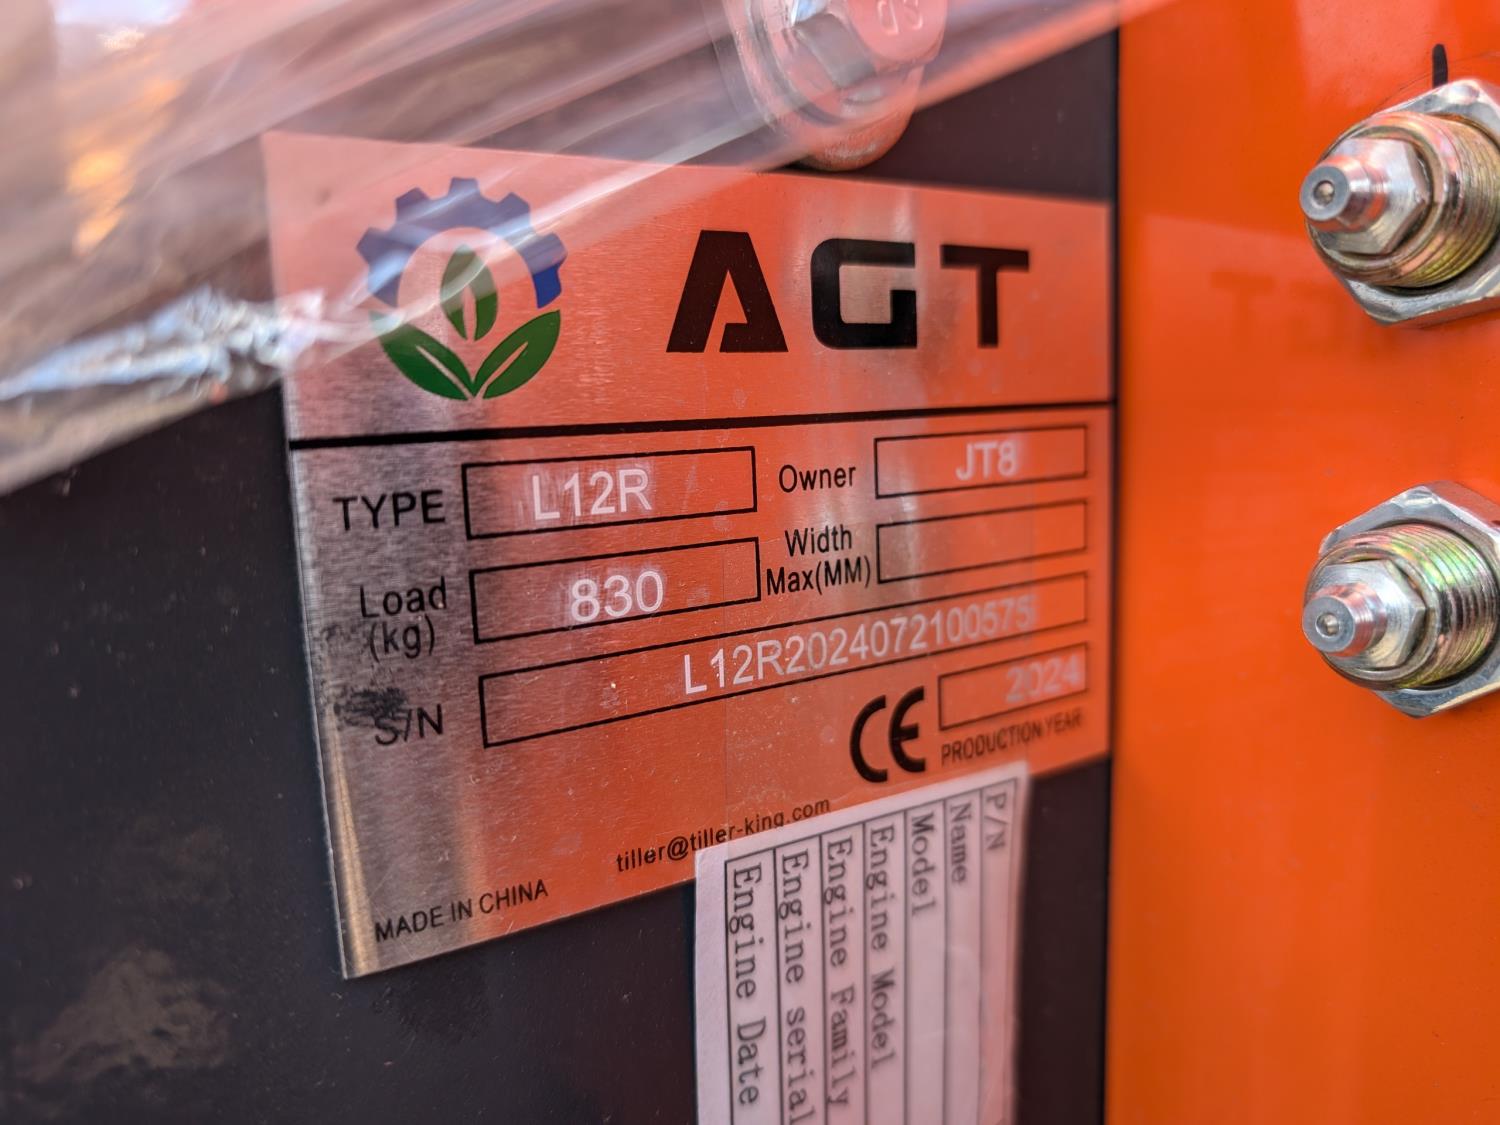 AGT
TYPE L12R Owner JT8
Load (kg) 830 Width Max(MM)
S/N L12R2024072100575
CE 2024
PRODUCTION YEAR
tiller@tiller-king.com
MADE IN CHINA
P/N
Name
Model
Engine Model
Engine Family
Engine serial
Engine Date